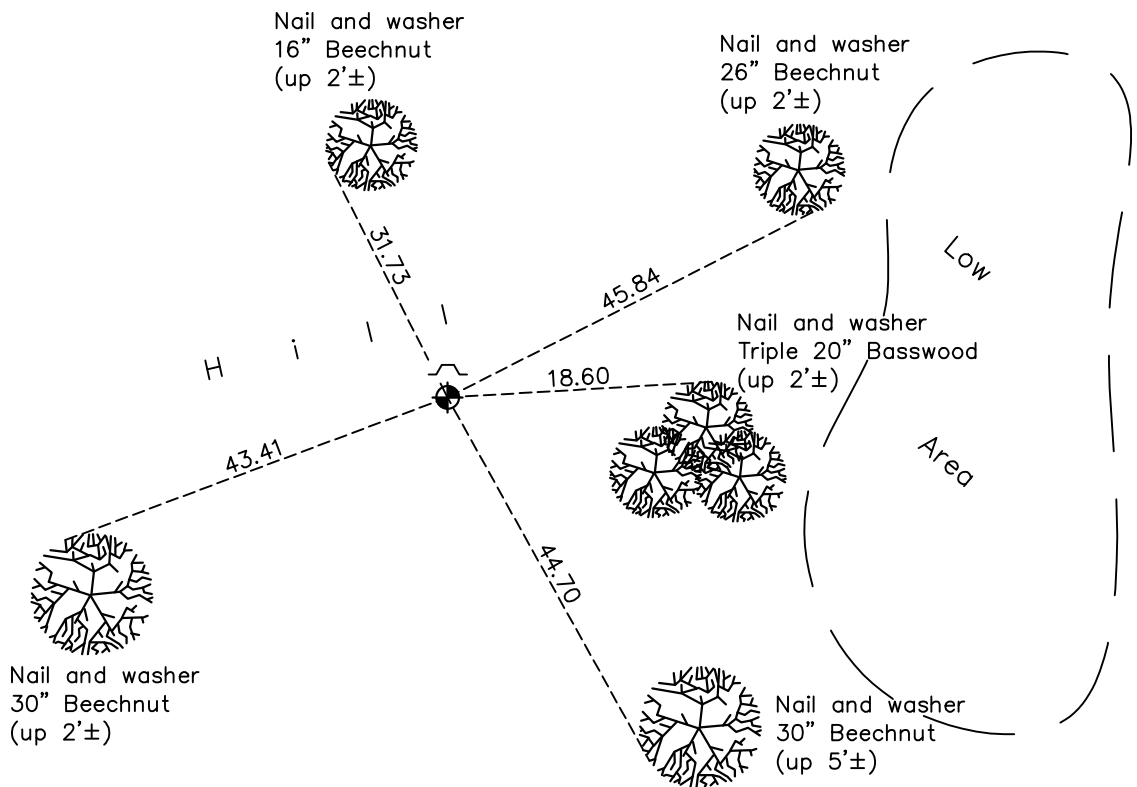 Nail and washer
16” Beechnut
(up 2’±)
Nail and washer
26” Beechnut
(up 2’±)
31.73
45.84
Low
Hill
Nail and washer
Triple 20” Basswood
(up 2’±)
18.60
43.41
Area
44.70
Nail and washer
30” Beechnut
(up 2’±)
Nail and washer
30” Beechnut
(up 5’±)